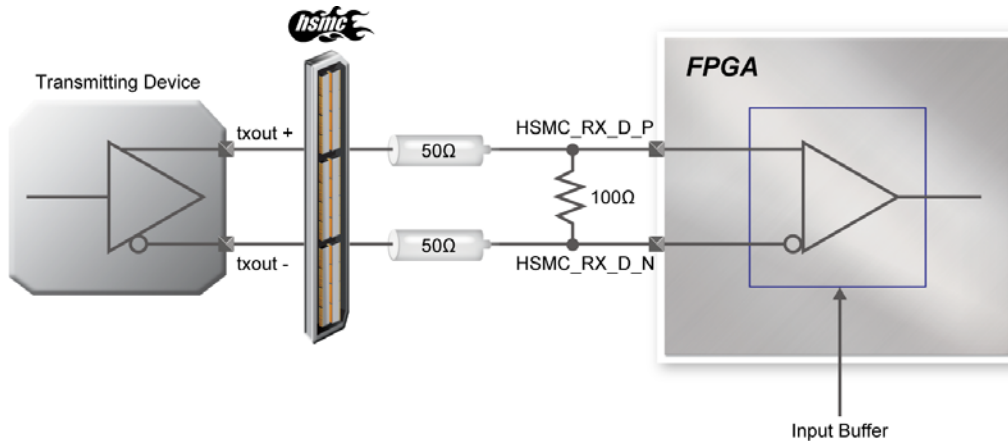 hsmc
FPGA
Transmitting Device
txout +
50Ω
HSMC_RX_D_P
100Ω
50Ω
txout -
HSMC_RX_D_N
Input Buffer